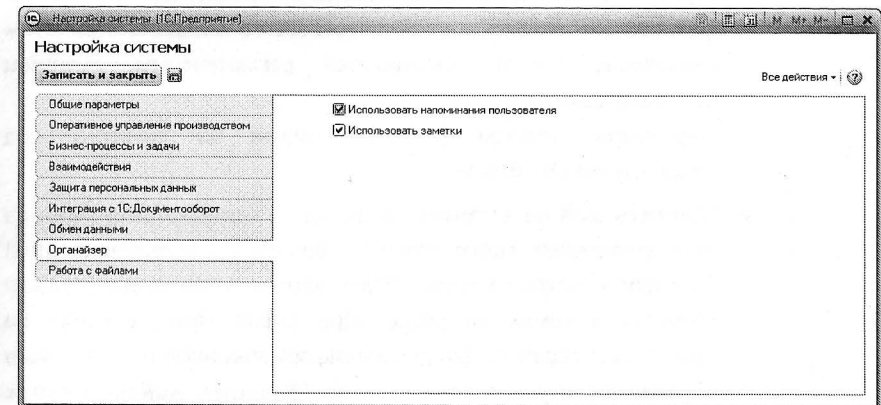 Настройка системы (1С:Предприятие)
M M+ M-
Настройка системы
Записать и закрыть
Все действия
Общие параметры
Оперативное управление производством
Бизнес-процессы и задачи
Взаимодействия
Защита персональных данных
Интеграция с 1С:Документооборот
Обмен данными
Органайзер
Работа с файлами
Использовать напоминания пользователя
Использовать заметки